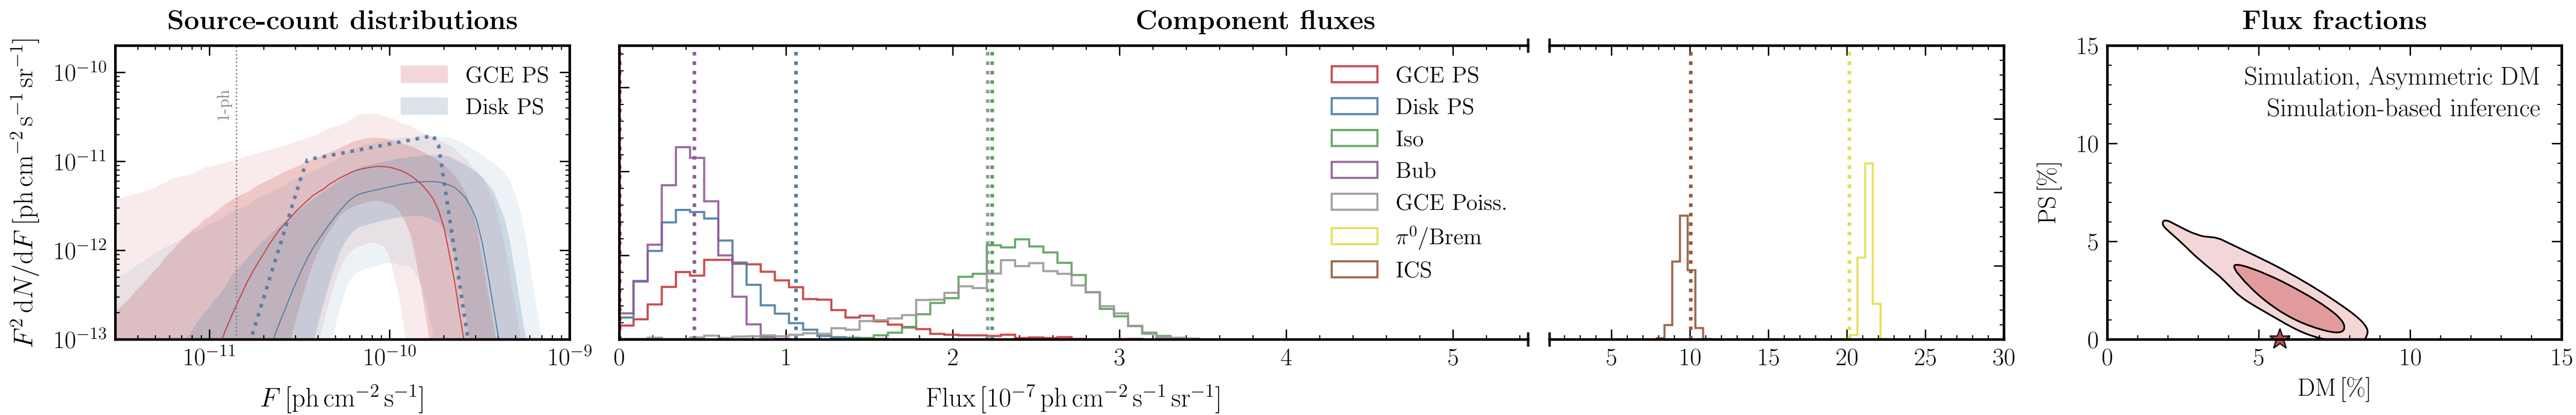 Source-count distributions
F² dN/dF [ph cm⁻² s⁻¹ sr⁻¹]
10⁻¹⁰
10⁻¹¹
10⁻¹²
10⁻¹³
1-ph
GCE PS
Disk PS
10⁻¹¹
10⁻¹⁰
10⁻⁹
F [ph cm⁻² s⁻¹]
Component fluxes
GCE PS
Disk PS
Iso
Bub
GCE Poiss.
π⁰/Brem
ICS
0
1
2
3
4
5
5
10
15
20
25
30
Flux [10⁻⁷ ph cm⁻² s⁻¹ sr⁻¹]
Flux fractions
PS [%]
15
10
5
0
Simulation, Asymmetric DM
Simulation-based inference
0
5
10
15
DM [%]